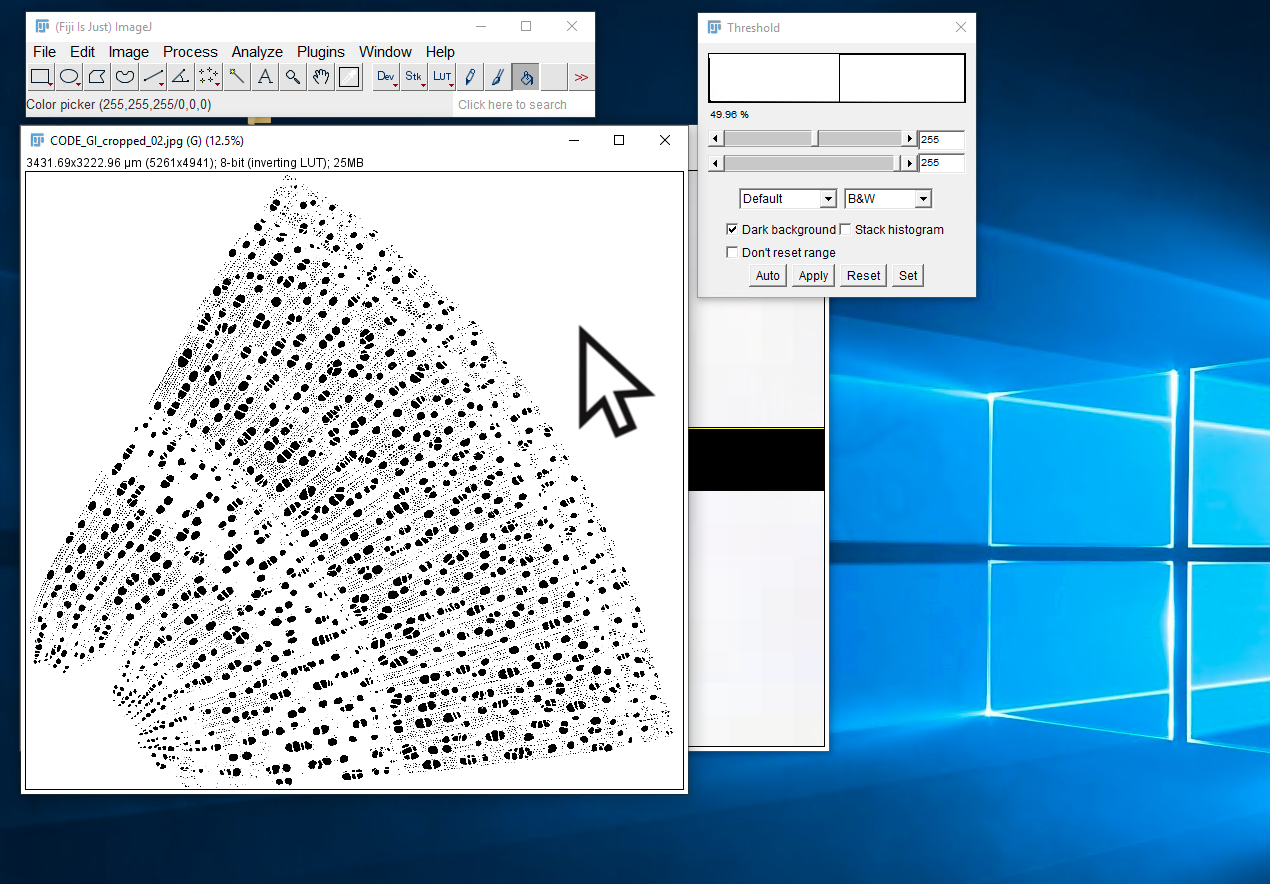 (Fiji Is Just) ImageJ
File Edit Image Process Analyze Plugins Window Help
A Dev Stk LUT >>
Color picker (255,255,255/0,0,0) Click here to search
CODE_GI_cropped_02.jpg (G) (12.5%)
3431.69x3222.96 µm (5261x4941); 8-bit (inverting LUT); 25MB
Threshold
49.96 %
255
255
Default B&W
Dark background Stack histogram
Don't reset range
Auto Apply Reset Set